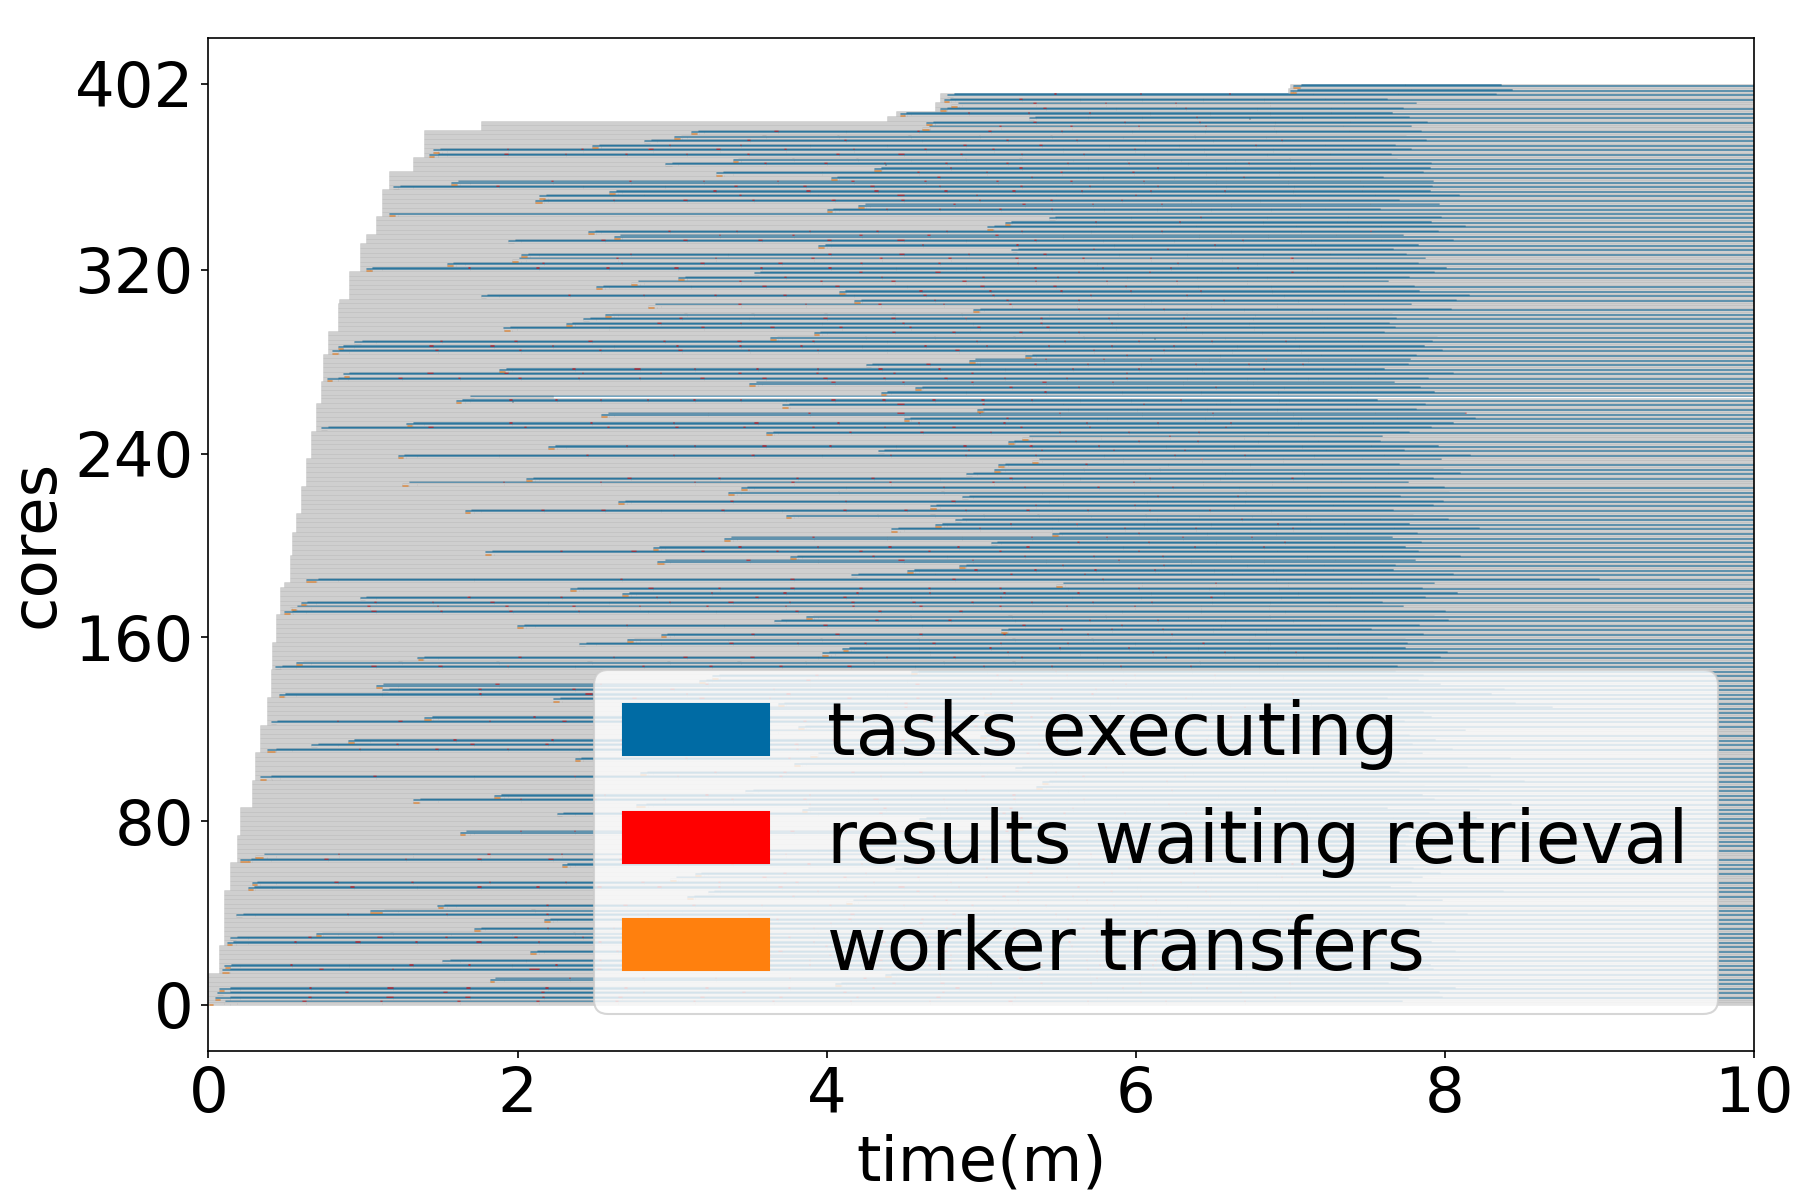 402
320
240
160
80
0
cores
tasks executing
results waiting retrieval
worker transfers
0 2 4 6 8 10
time(m)